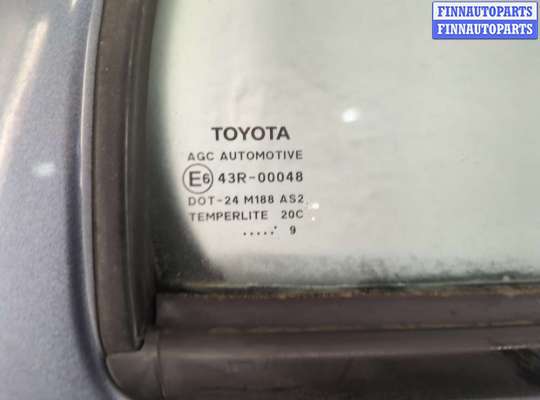 FINNAUTOPARTS
FINNAUTOPARTS
TOYOTA
AGC AUTOMOTIVE
E6 43R-00048
DOT-24 M188 AS2
TEMPERLITE 20C
.....' 9